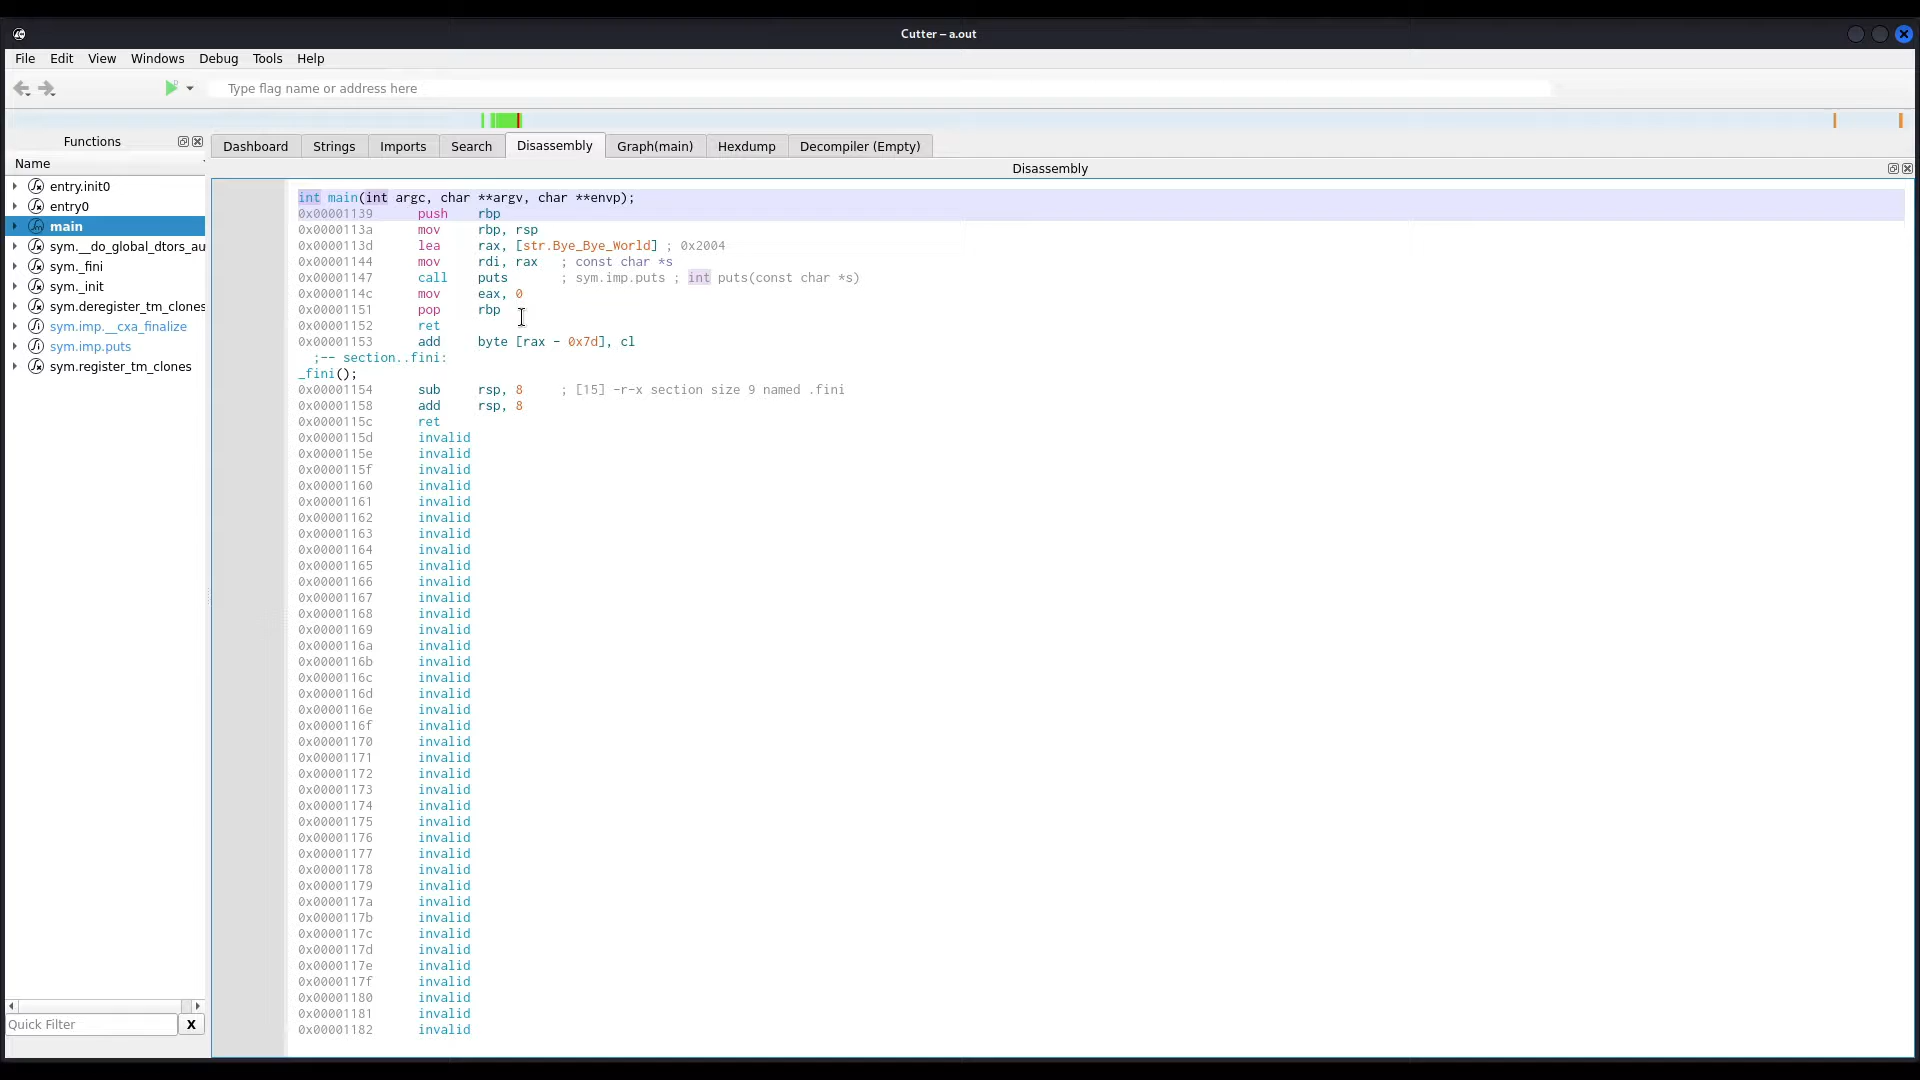 Cutter – a.out
File Edit View Windows Debug Tools Help
Type flag name or address here
Functions
Name
entry.init0
entry0
main
sym.__do_global_dtors_au
sym._fini
sym._init
sym.deregister_tm_clones
sym.imp.__cxa_finalize
sym.imp.puts
sym.register_tm_clones
Quick Filter X
Dashboard Strings Imports Search Disassembly Graph(main) Hexdump Decompiler (Empty)
Disassembly
int main(int argc, char **argv, char **envp);
0x00001139 push rbp
0x0000113a mov rbp, rsp
0x0000113d lea rax, [str.Bye_Bye_World] ; 0x2004
0x00001144 mov rdi, rax ; const char *s
0x00001147 call puts ; sym.imp.puts ; int puts(const char *s)
0x0000114c mov eax, 0
0x00001151 pop rbp
0x00001152 ret
0x00001153 add byte [rax - 0x7d], cl
;-- section..fini:
_fini();
0x00001154 sub rsp, 8 ; [15] -r-x section size 9 named .fini
0x00001158 add rsp, 8
0x0000115c ret
0x0000115d invalid
0x0000115e invalid
0x0000115f invalid
0x00001160 invalid
0x00001161 invalid
0x00001162 invalid
0x00001163 invalid
0x00001164 invalid
0x00001165 invalid
0x00001166 invalid
0x00001167 invalid
0x00001168 invalid
0x00001169 invalid
0x0000116a invalid
0x0000116b invalid
0x0000116c invalid
0x0000116d invalid
0x0000116e invalid
0x0000116f invalid
0x00001170 invalid
0x00001171 invalid
0x00001172 invalid
0x00001173 invalid
0x00001174 invalid
0x00001175 invalid
0x00001176 invalid
0x00001177 invalid
0x00001178 invalid
0x00001179 invalid
0x0000117a invalid
0x0000117b invalid
0x0000117c invalid
0x0000117d invalid
0x0000117e invalid
0x0000117f invalid
0x00001180 invalid
0x00001181 invalid
0x00001182 invalid